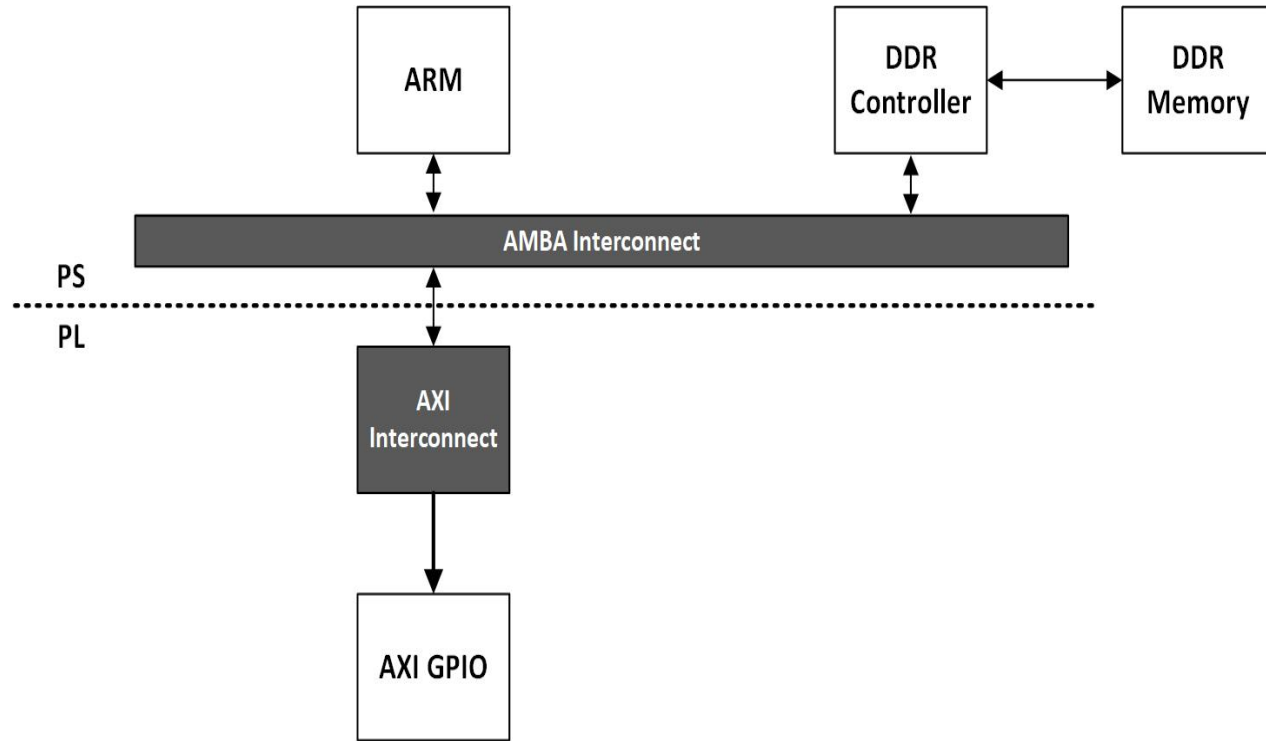 ARM
DDR
Controller
DDR
Memory
AMBA Interconnect
PS
PL
AXI
Interconnect
AXI GPIO